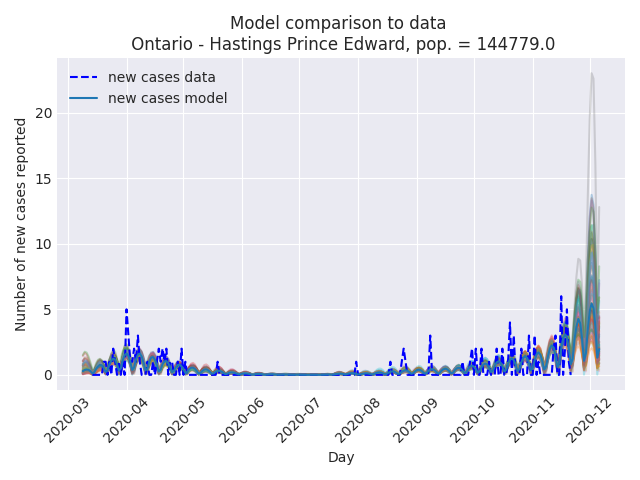 Model comparison to data
Ontario - Hastings Prince Edward, pop. = 144779.0
new cases data
new cases model
Number of new cases reported
20
15
10
5
0
2020-03
2020-04
2020-05
2020-06
2020-07
2020-08
2020-09
2020-10
2020-11
2020-12
Day